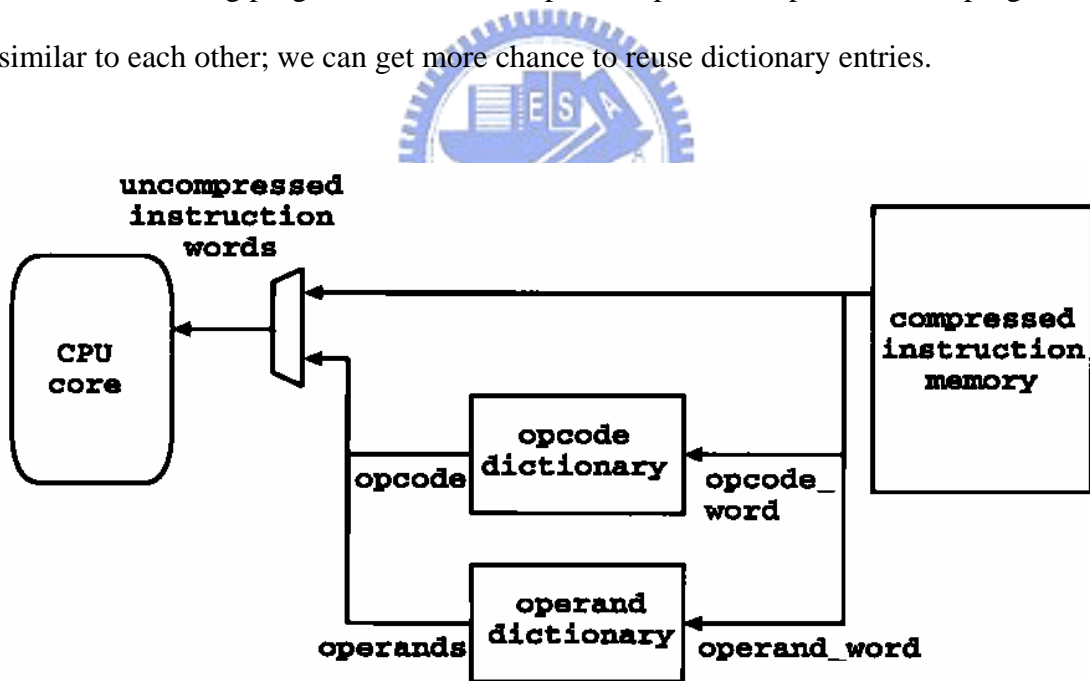 similar to each other; we can get more chance to reuse dictionary entries.
ESA
uncompressed
instruction
words
CPU
core
compressed
instruction
memory
opcode
dictionary
opcode
opcode_
word
operand
dictionary
operands
operand_word